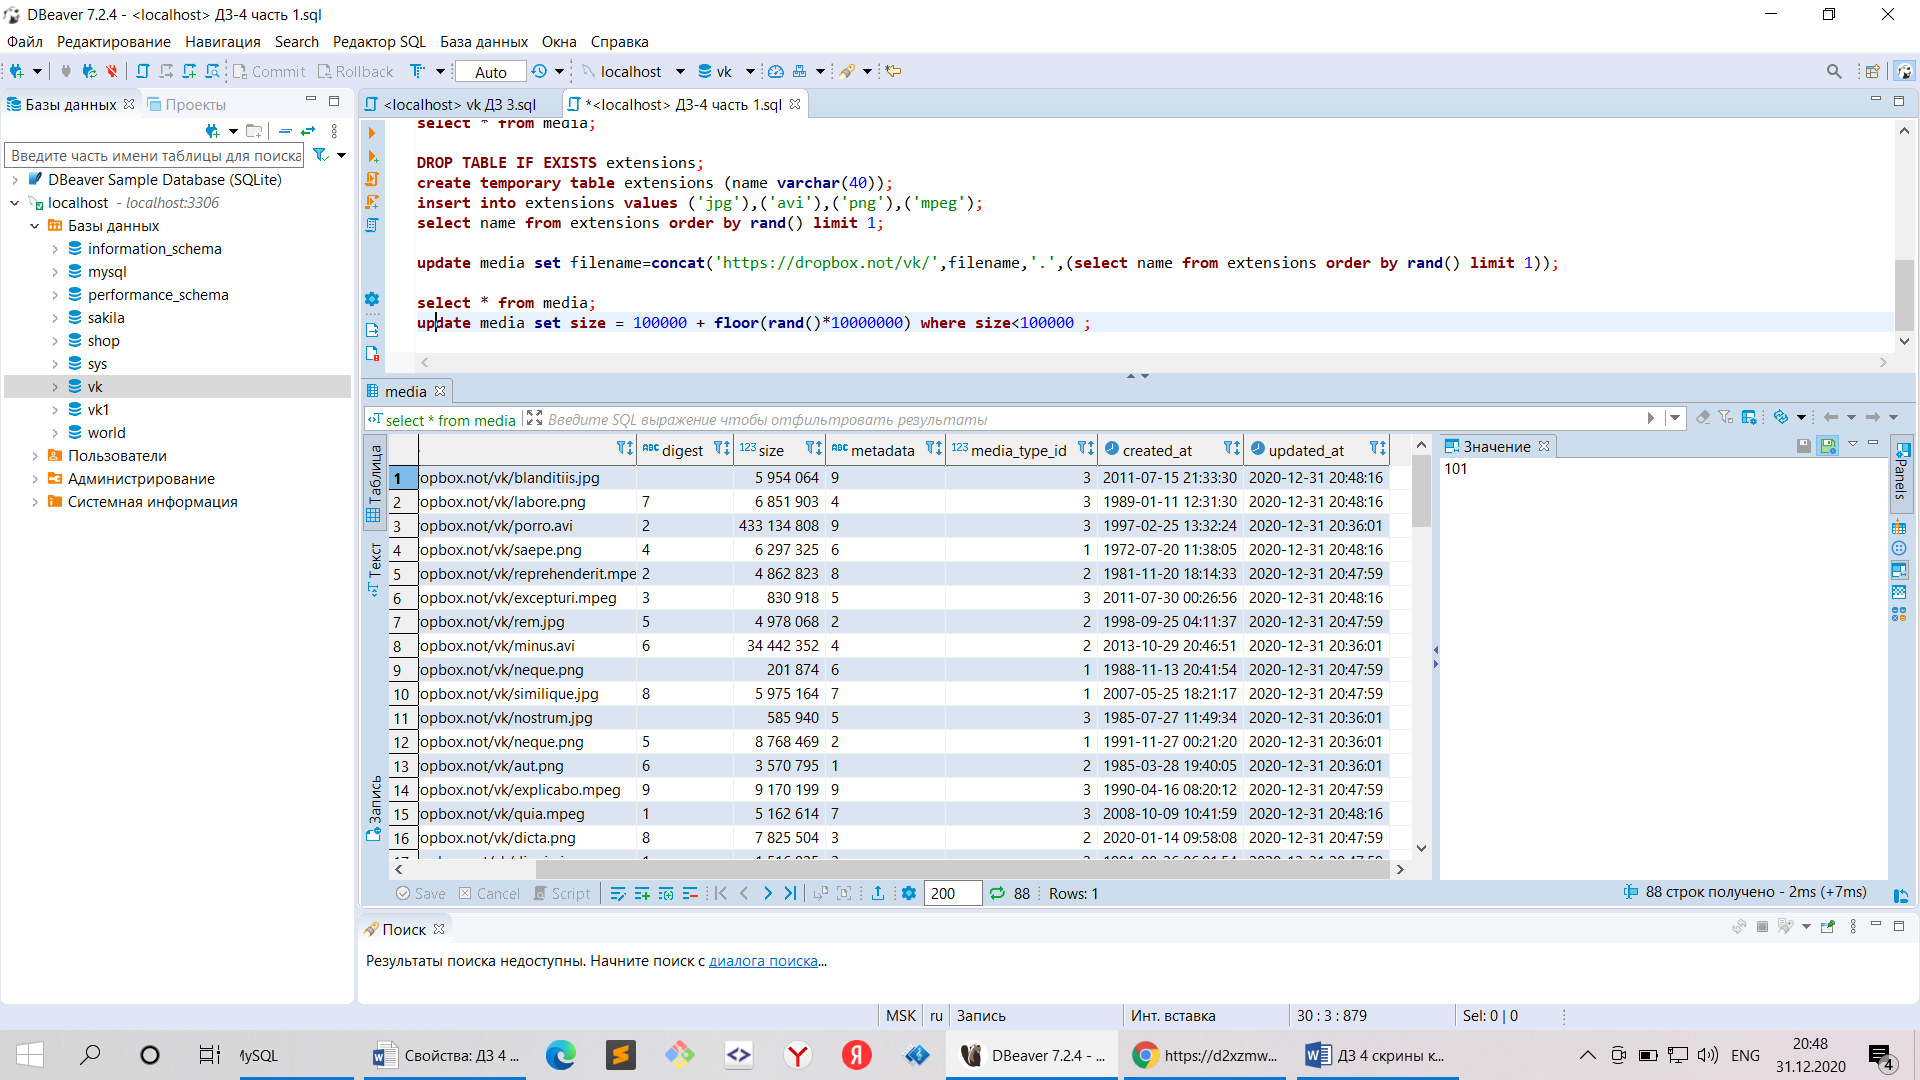 DBeaver 7.2.4 - <localhost> ДЗ-4 часть 1.sql
Файл Редактирование Навигация Search Редактор SQL База данных Окна Справка
Commit Rollback Auto localhost vk
Базы данных Проекты
Введите часть имени таблицы для поиска
DBeaver Sample Database (SQLite)
localhost - localhost:3306
Базы данных
information_schema
mysql
performance_schema
sakila
shop
sys
vk
vk1
world
Пользователи
Администрирование
Системная информация
<localhost> vk ДЗ 3.sql *<localhost> ДЗ-4 часть 1.sql
select * from media;
DROP TABLE IF EXISTS extensions;
create temporary table extensions (name varchar(40));
insert into extensions values ('jpg'),('avi'),('png'),('mpeg');
select name from extensions order by rand() limit 1;
update media set filename=concat('https://dropbox.not/vk/',filename,'.',(select name from extensions order by rand() limit 1));
select * from media;
update media set size = 100000 + floor(rand()*10000000) where size<100000 ;
media
select * from media Введите SQL выражение чтобы отфильтровать результаты
Таблица
Текст
Запись
ABC digest 123 size ABC metadata 123 media_type_id created_at updated_at
1 opbox.not/vk/blanditiis.jpg 5 954 064 9 3 2011-07-15 21:33:30 2020-12-31 20:48:16
2 opbox.not/vk/labore.png 7 6 851 903 4 3 1989-01-11 12:31:30 2020-12-31 20:48:16
3 opbox.not/vk/porro.avi 2 433 134 808 9 3 1997-02-25 13:32:24 2020-12-31 20:36:01
4 opbox.not/vk/saepe.png 4 6 297 325 6 1 1972-07-20 11:38:05 2020-12-31 20:48:16
5 opbox.not/vk/reprehenderit.mpe 2 4 862 823 8 2 1981-11-20 18:14:33 2020-12-31 20:47:59
6 opbox.not/vk/excepturi.mpeg 3 830 918 5 3 2011-07-30 00:26:56 2020-12-31 20:48:16
7 opbox.not/vk/rem.jpg 5 4 978 068 2 2 1998-09-25 04:11:37 2020-12-31 20:47:59
8 opbox.not/vk/minus.avi 6 34 442 352 4 2 2013-10-29 20:46:51 2020-12-31 20:36:01
9 opbox.not/vk/neque.png 201 874 6 1 1988-11-13 20:41:54 2020-12-31 20:47:59
10 opbox.not/vk/similique.jpg 8 5 975 164 7 1 2007-05-25 18:21:17 2020-12-31 20:47:59
11 opbox.not/vk/nostrum.jpg 585 940 5 3 1985-07-27 11:49:34 2020-12-31 20:36:01
12 opbox.not/vk/neque.png 5 8 768 469 2 1 1991-11-27 00:21:20 2020-12-31 20:36:01
13 opbox.not/vk/aut.png 6 3 570 795 1 2 1985-03-28 19:40:05 2020-12-31 20:36:01
14 opbox.not/vk/explicabo.mpeg 9 9 170 199 9 3 1990-04-16 08:20:12 2020-12-31 20:47:59
15 opbox.not/vk/quia.mpeg 1 5 162 614 7 3 2008-10-09 10:41:59 2020-12-31 20:48:16
16 opbox.not/vk/dicta.png 8 7 825 504 3 2 2020-01-14 09:58:08 2020-12-31 20:47:59
Значение
101
Panels
Save Cancel Script 200 88 Rows: 1
88 строк получено - 2ms (+7ms)
Поиск
Результаты поиска недоступны. Начните поиск с диалога поиска...
MSK ru Запись Инт. вставка 30 : 3 : 879 Sel: 0 | 0
MySQL Свойства: ДЗ 4 ... DBeaver 7.2.4 - ... https://d2xzmw... ДЗ 4 скрины к... ENG
20:48
31.12.2020
4